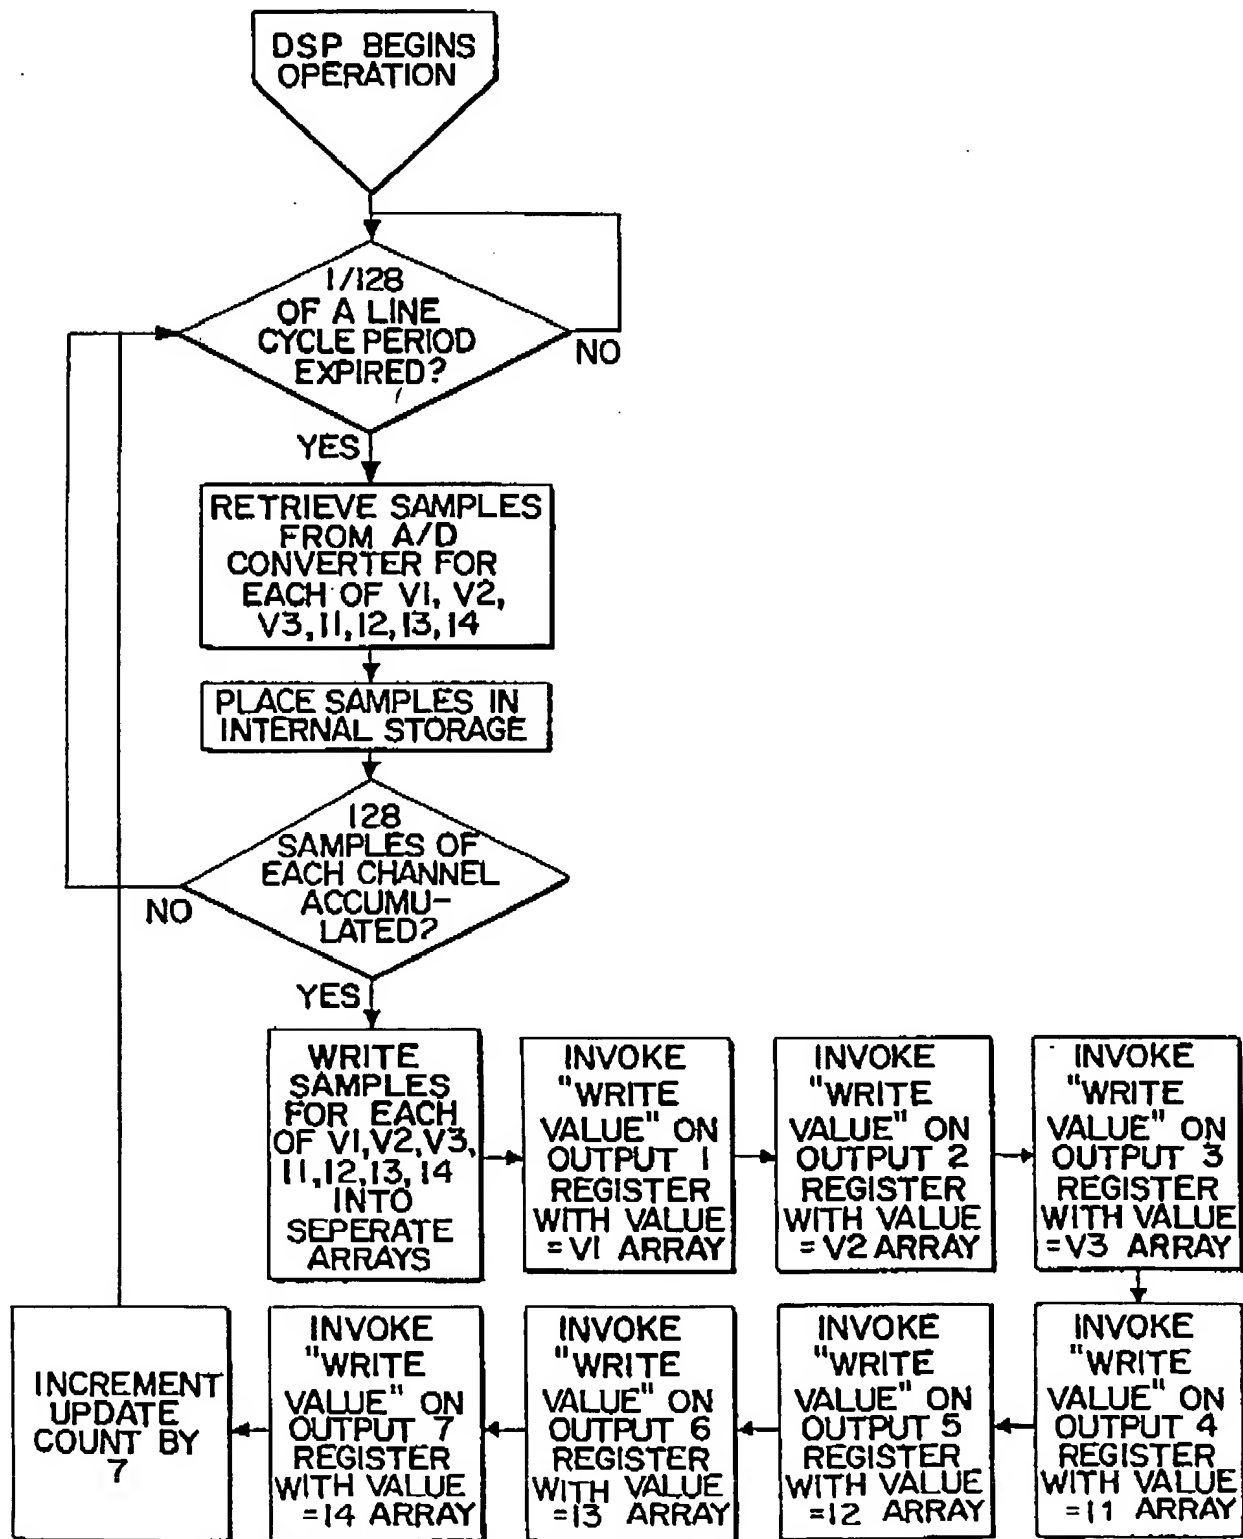 DSP BEGINS
OPERATION
1/128
OF A LINE
CYCLE PERIOD
EXPIRED?
NO
YES
RETRIEVE SAMPLES
FROM A/D
CONVERTER FOR
EACH OF V1, V2,
V3, I1, I2, I3, I4
PLACE SAMPLES IN
INTERNAL STORAGE
128
SAMPLES OF
EACH CHANNEL
ACCUMU-
LATED?
NO
YES
WRITE
SAMPLES
FOR EACH
OF V1, V2, V3,
I1, I2, I3, I4
INTO
SEPERATE
ARRAYS
INVOKE
"WRITE
VALUE" ON
OUTPUT 1
REGISTER
WITH VALUE
=V1 ARRAY
INVOKE
"WRITE
VALUE" ON
OUTPUT 2
REGISTER
WITH VALUE
=V2 ARRAY
INVOKE
"WRITE
VALUE" ON
OUTPUT 3
REGISTER
WITH VALUE
=V3 ARRAY
INVOKE
"WRITE
VALUE" ON
OUTPUT 4
REGISTER
WITH VALUE
=I1 ARRAY
INVOKE
"WRITE
VALUE" ON
OUTPUT 5
REGISTER
WITH VALUE
=I2 ARRAY
INVOKE
"WRITE
VALUE" ON
OUTPUT 6
REGISTER
WITH VALUE
=I3 ARRAY
INVOKE
"WRITE
VALUE" ON
OUTPUT 7
REGISTER
WITH VALUE
=I4 ARRAY
INCREMENT
UPDATE
COUNT BY
7